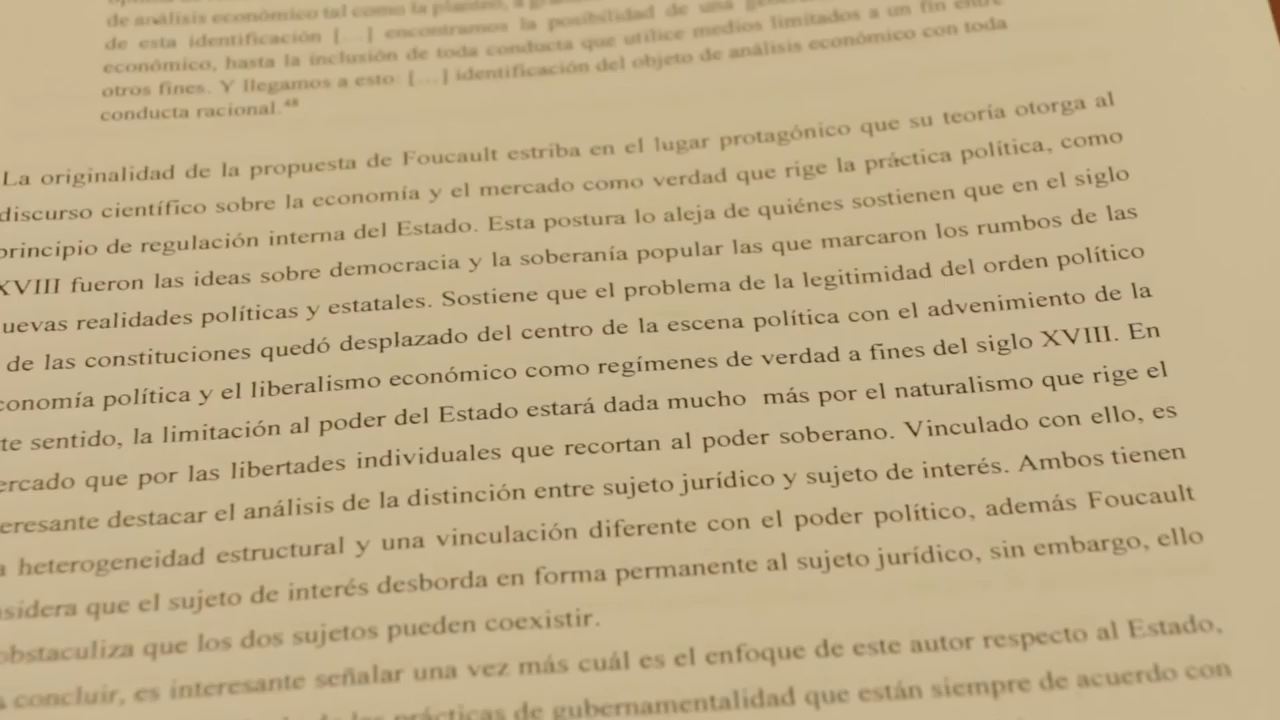 de análisis económico tal como la
de esta identificación [...] encontramos la posibilidad de una
económico, hasta la inclusión de toda conducta que utilice medios limitados a un fin entre
otros fines. Y llegamos a esto: [...] identificación del objeto de análisis económico con toda
conducta racional.48
La originalidad de la propuesta de Foucault estriba en el lugar protagónico que su teoría otorga al
discurso científico sobre la economía y el mercado como verdad que rige la práctica política, como
principio de regulación interna del Estado. Esta postura lo aleja de quiénes sostienen que en el siglo
XVIII fueron las ideas sobre democracia y la soberanía popular las que marcaron los rumbos de las
uevas realidades políticas y estatales. Sostiene que el problema de la legitimidad del orden político
de las constituciones quedó desplazado del centro de la escena política con el advenimiento de la
conomía política y el liberalismo económico como regímenes de verdad a fines del siglo XVIII. En
te sentido, la limitación al poder del Estado estará dada mucho más por el naturalismo que rige el
ercado que por las libertades individuales que recortan al poder soberano. Vinculado con ello, es
eresante destacar el análisis de la distinción entre sujeto jurídico y sujeto de interés. Ambos tienen
a heterogeneidad estructural y una vinculación diferente con el poder político, además Foucault
nsidera que el sujeto de interés desborda en forma permanente al sujeto jurídico, sin embargo, ello
obstaculiza que los dos sujetos pueden coexistir.
a concluir, es interesante señalar una vez más cuál es el enfoque de este autor respecto al Estado,
prácticas de gubernamentalidad que están siempre de acuerdo con